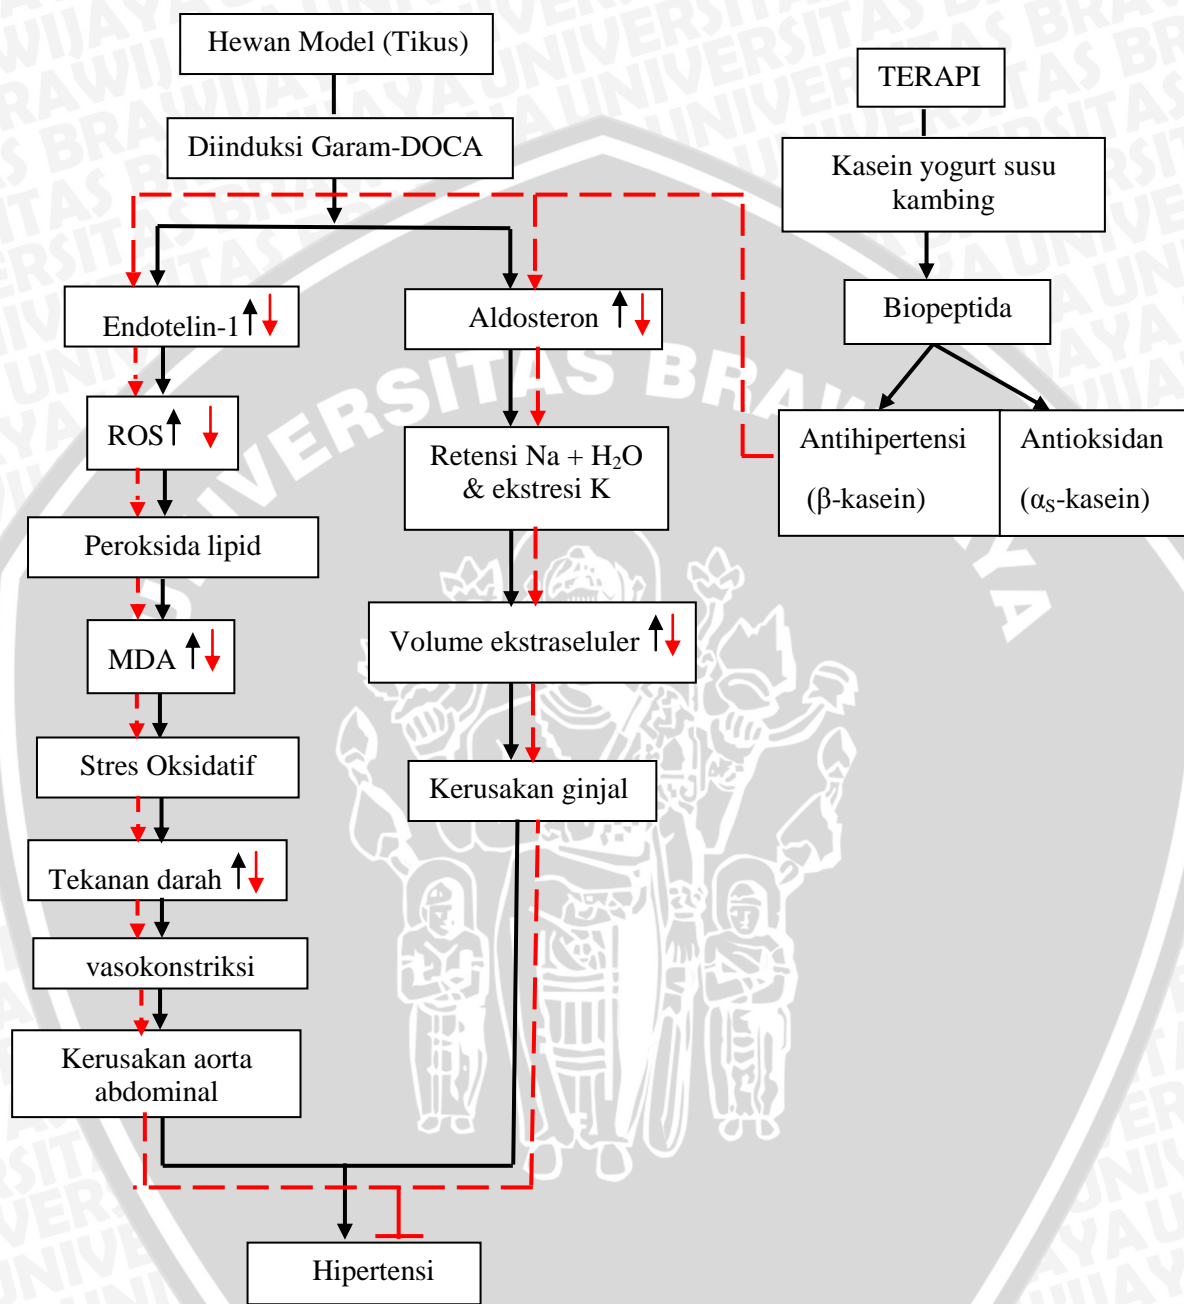 Hewan Model (Tikus)
Diinduksi Garam-DOCA
Endotelin-1
ROS
Peroksida lipid
MDA
Stres Oksidatif
Tekanan darah
vasokonstriksi
Kerusakan aorta
abdominal
Aldosteron
Retensi Na + H₂O
& ekstresi K
Volume ekstraseluler
Kerusakan ginjal
Hipertensi
TERAPI
Kasein yogurt susu
kambing
Biopeptida
Antihipertensi
(β-kasein)
Antioksidan
(αS-kasein)
UNIVERSITAS BRAWIJAYA